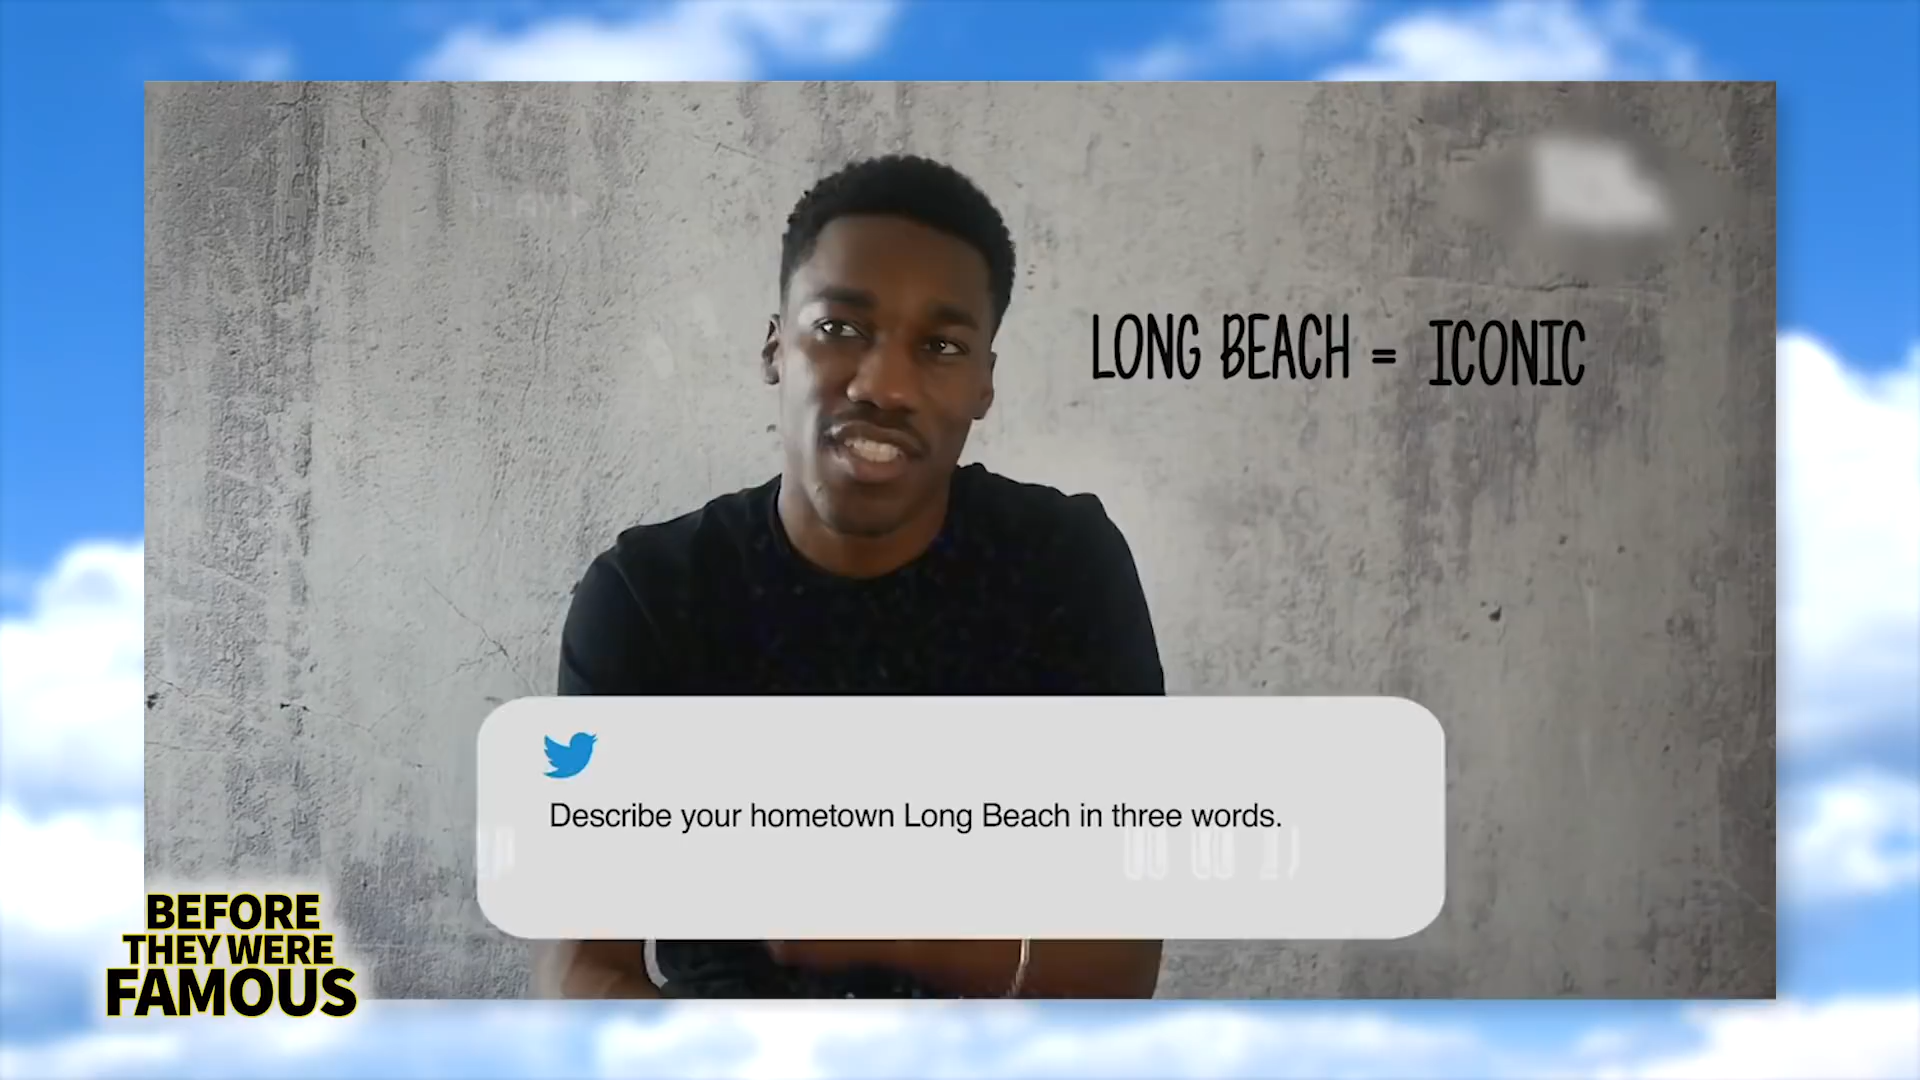 LONG BEACH = ICONIC
Describe your hometown Long Beach in three words.
BEFORE
THEY WERE
FAMOUS